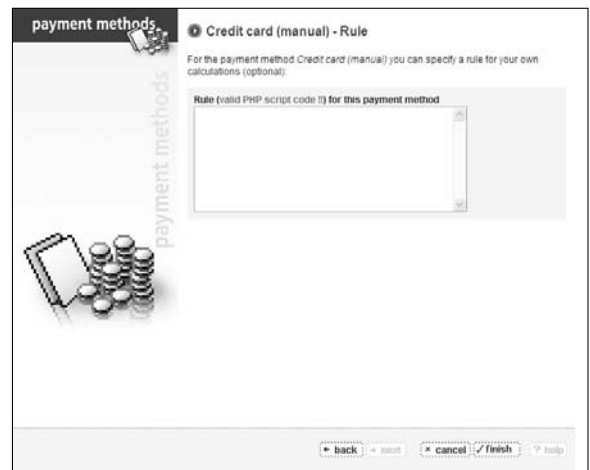 payment methods
Credit card (manual) - Rule
For the payment method Credit card (manual) you can specify a rule for your own
calculations (optional):
Rule (valid PHP script code !!) for this payment method
payment methods
back
next
cancel
finish
help